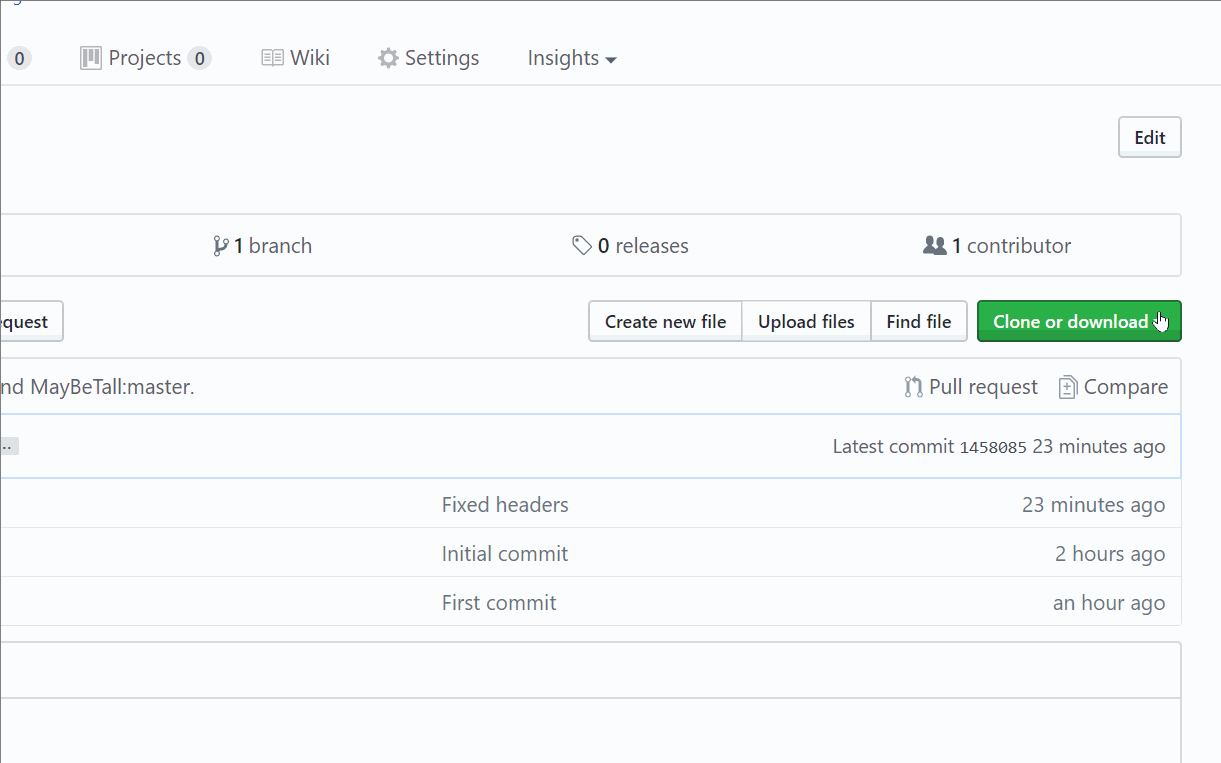 0 Projects 0 Wiki Settings Insights
Edit
1 branch 0 releases 1 contributor
Create new file Upload files Find file Clone or download
MayBeTall:master. Pull request Compare
.. Latest commit 1458085 23 minutes ago
Fixed headers 23 minutes ago
Initial commit 2 hours ago
First commit an hour ago